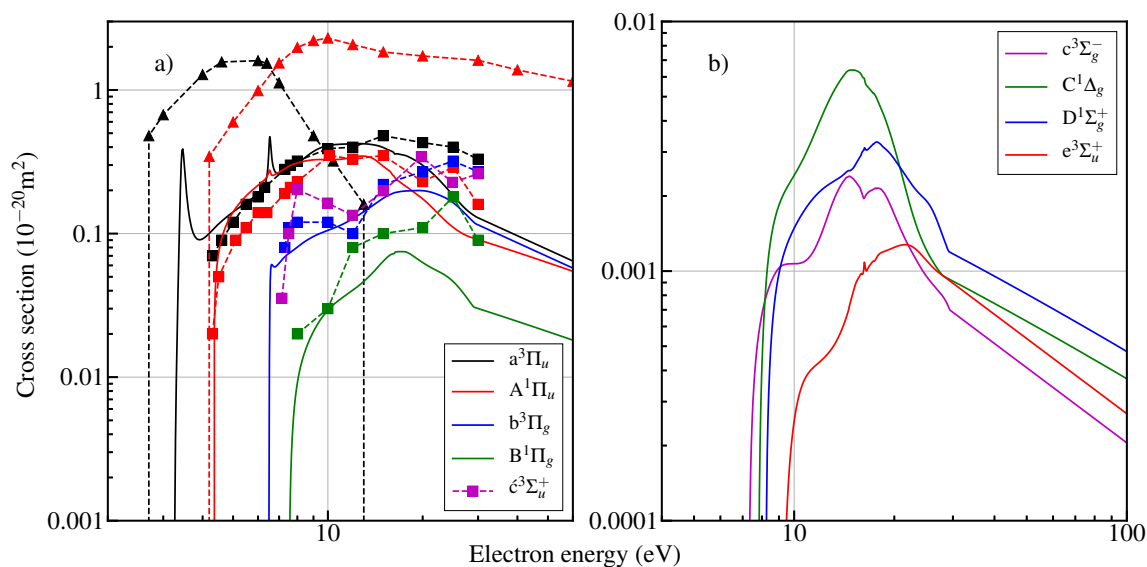 a)
1
0.1
0.01
0.001
10
Cross section (10⁻²⁰m²)
a³Πᵤ
A¹Πᵤ
b³Π_g
B¹Π_g
ć³Σᵤ⁺
Electron energy (eV)
b)
0.01
0.001
0.0001
10
100
c³Σ_g⁻
C¹Δ_g
D¹Σ_g⁺
e³Σᵤ⁺